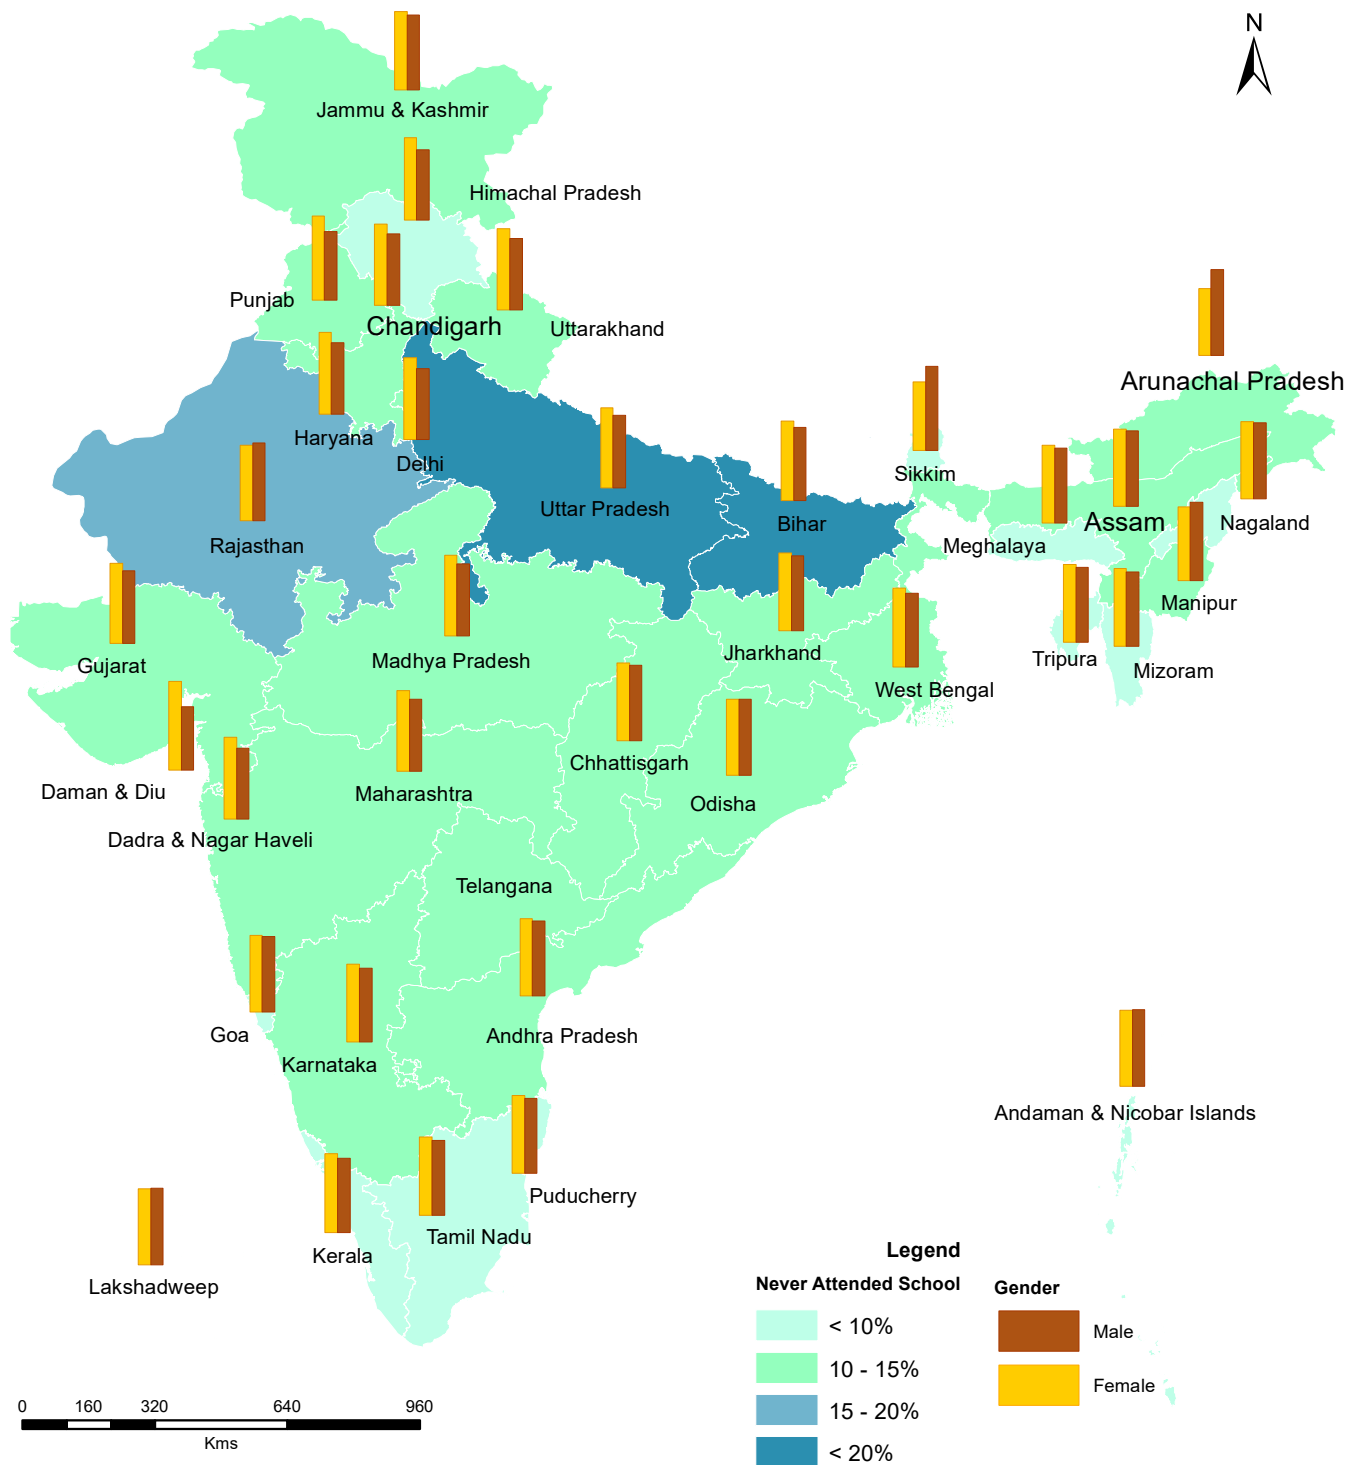 N
Jammu & Kashmir
Himachal Pradesh
Punjab
Chandigarh
Uttarakhand
Arunachal Pradesh
Haryana
Delhi
Sikkim
Uttar Pradesh
Bihar
Assam
Nagaland
Rajasthan
Meghalaya
Manipur
Gujarat
Madhya Pradesh
Jharkhand
Tripura
Mizoram
West Bengal
Chhattisgarh
Daman & Diu
Maharashtra
Odisha
Dadra & Nagar Haveli
Telangana
Goa
Andhra Pradesh
Karnataka
Andaman & Nicobar Islands
Puducherry
Tamil Nadu
Kerala
Lakshadweep
Legend
Never Attended School
< 10%
10 - 15%
15 - 20%
< 20%
Gender
Male
Female
0 160 320 640 960
Kms